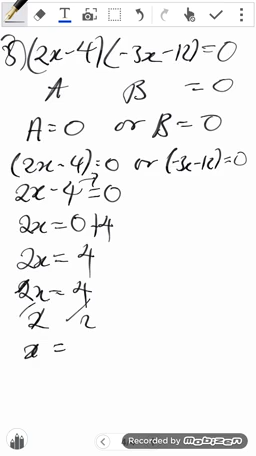 8) (2x-4)(-3x-12)=0
A B =0
A=0 or B=0
(2x-4)=0 or (-3x-12)=0
2x-4=0
2x=0+4
2x=4
2x=4
2 2
x=
Recorded by Mobizen